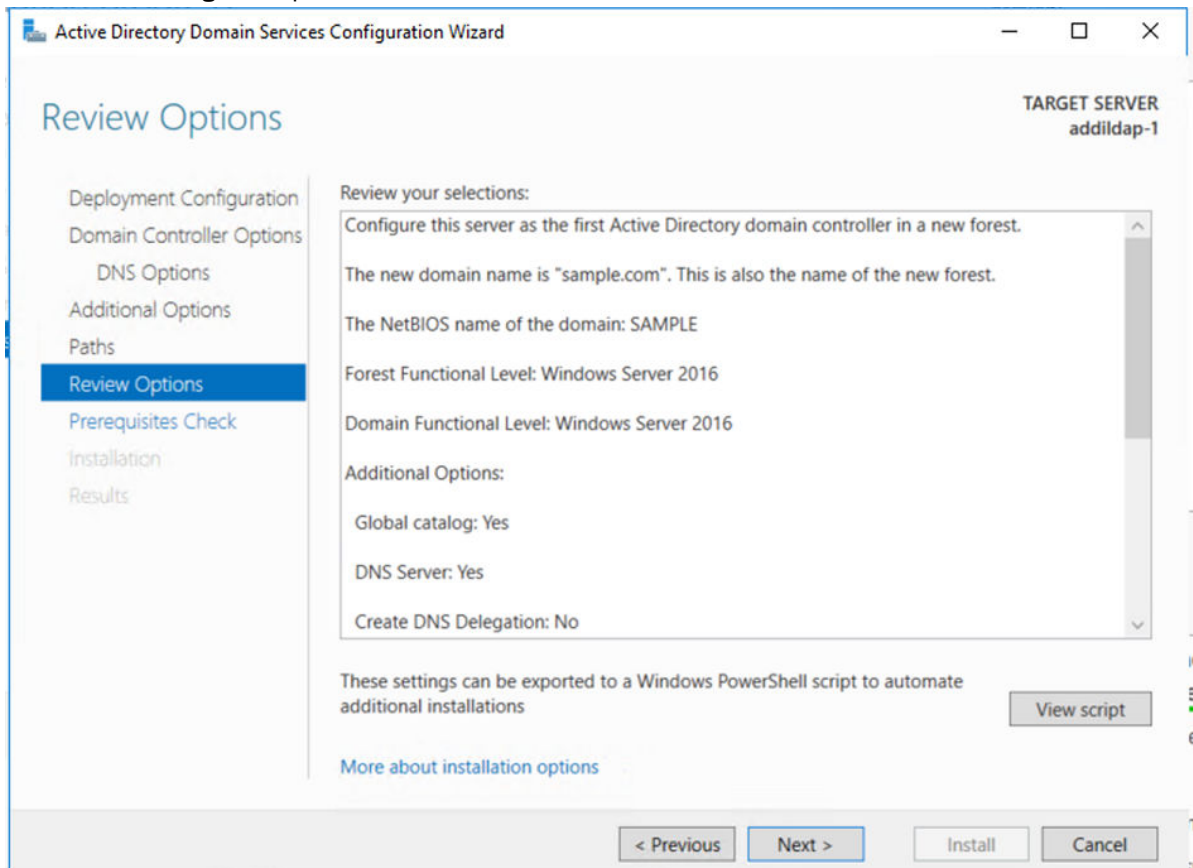 Active Directory Domain Services Configuration Wizard
Review Options
TARGET SERVER
addildap-1
Deployment Configuration
Domain Controller Options
DNS Options
Additional Options
Paths
Review Options
Prerequisites Check
Installation
Results
Review your selections:
Configure this server as the first Active Directory domain controller in a new forest.
The new domain name is "sample.com". This is also the name of the new forest.
The NetBIOS name of the domain: SAMPLE
Forest Functional Level: Windows Server 2016
Domain Functional Level: Windows Server 2016
Additional Options:
Global catalog: Yes
DNS Server: Yes
Create DNS Delegation: No
These settings can be exported to a Windows PowerShell script to automate
additional installations
View script
More about installation options
< Previous
Next >
Install
Cancel